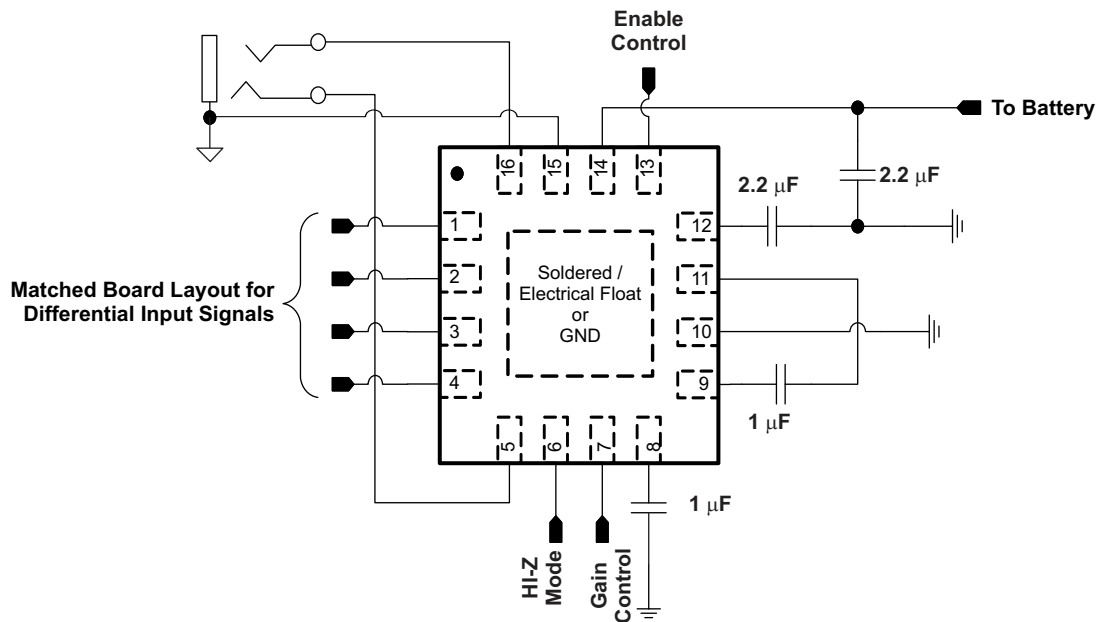 Enable
Control
To Battery
16
15
14
13
2.2 μF
2.2 μF
1
12
2
11
Soldered /
Electrical Float
or
GND
Matched Board Layout for
Differential Input Signals
3
10
4
9
1 μF
5
6
7
8
1 μF
HI-Z
Mode
Gain
Control